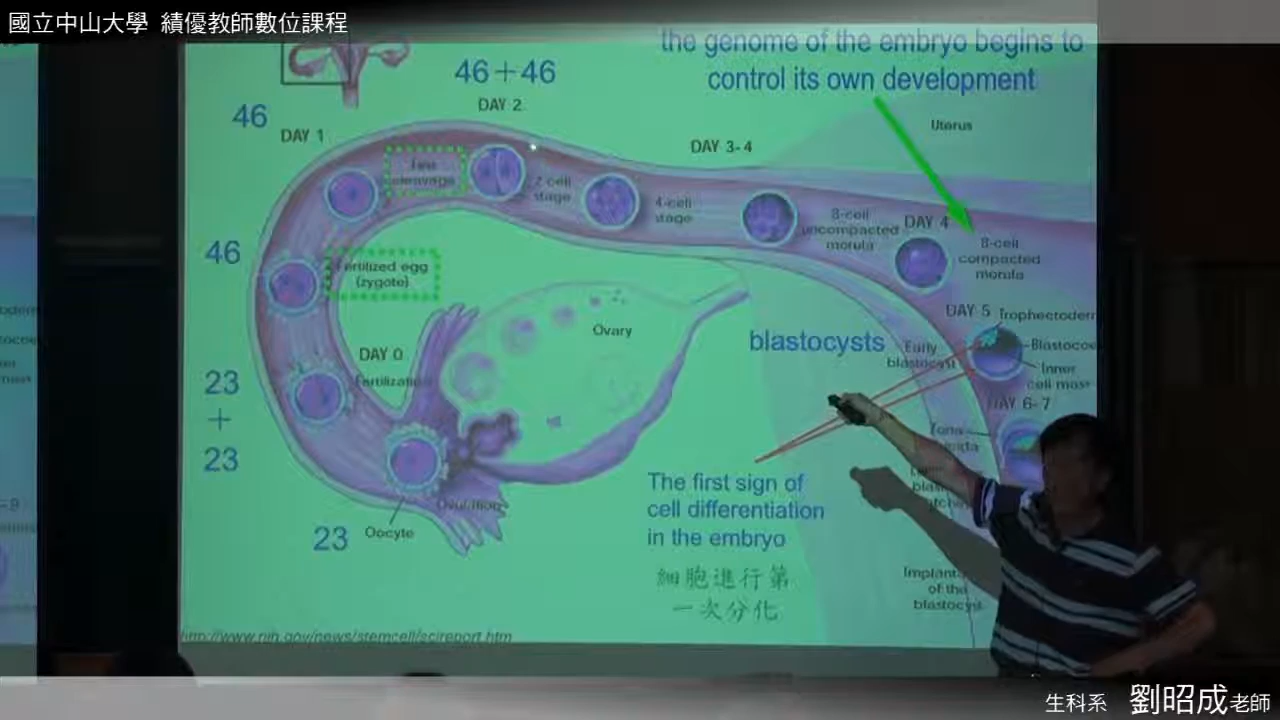 國立中山大學 績優教師數位課程
the genome of the embryo begins to
control its own development
46+46
DAY 2
46
DAY 1
Uterus
DAY 3-4
First
cleavage
2-cell
stage
4-cell
stage
8-cell
uncompacted
morula
DAY 4
8-cell
compacted
morula
46
Fertilized egg
(zygote)
DAY 5
Trophectoderm
Ovary
blastocysts
Early
blastocyst
Blastocoe
Inner
cell mass
DAY 0
Fertilization
23
+
23
DAY 6-7
Zona
The first sign of
cell differentiation
in the embryo
細胞進行第
一次分化
Ovulation
23
Oocyte
Implanta
of the
blastocyst
http://www.nih.gov/news/stemcell/scireport.htm
生科系 劉昭成老師